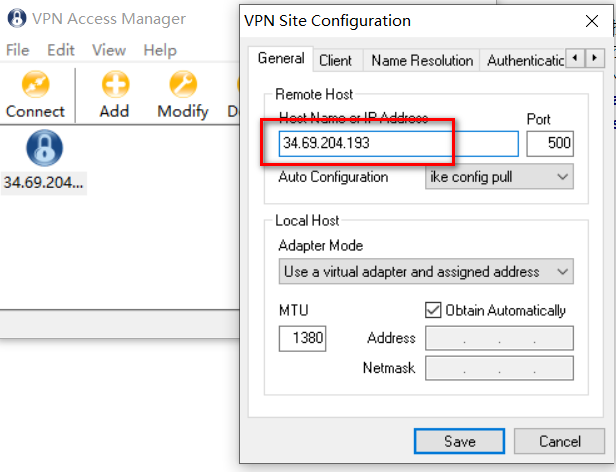 VPN Access Manager
File Edit View Help
Connect Add Modify
34.69.204...
VPN Site Configuration
General Client Name Resolution Authenticatic
Remote Host
Host Name or IP Address Port
34.69.204.193 500
Auto Configuration ike config pull
Local Host
Adapter Mode
Use a virtual adapter and assigned address
MTU Obtain Automatically
1380 Address . . .
Netmask . . .
Save Cancel